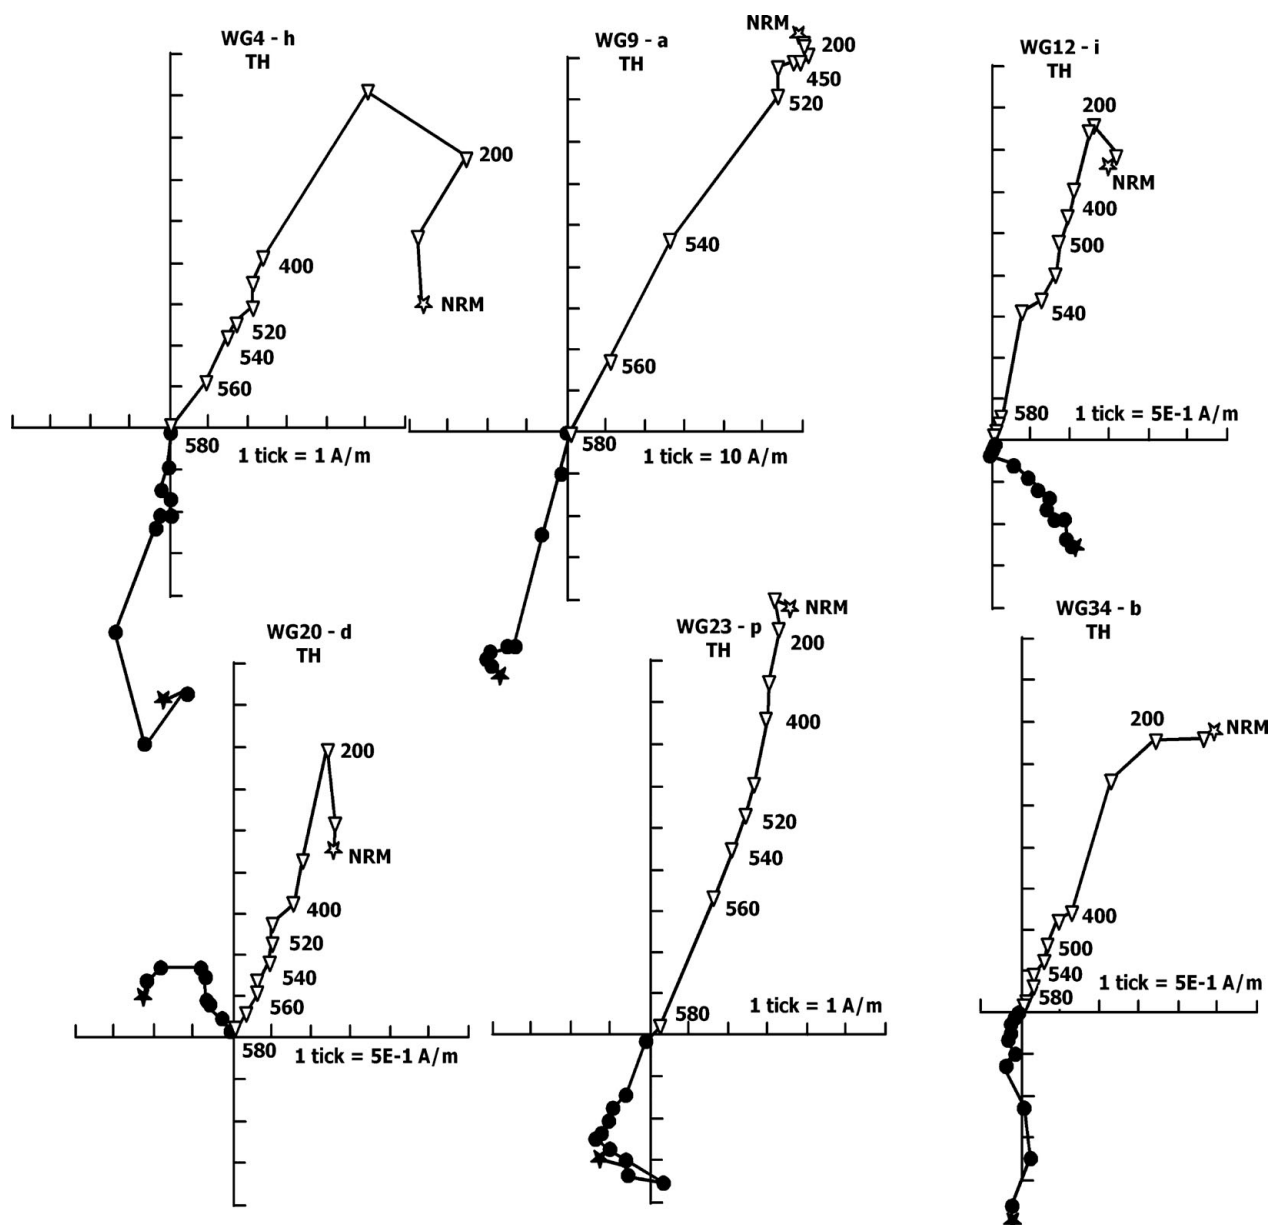 WG4 - h
TH
200
400
NRM
520
540
560
580
1 tick = 1 A/m
WG9 - a
TH
NRM
200
450
520
540
560
580
1 tick = 10 A/m
WG12 - i
TH
200
NRM
400
500
540
580
1 tick = 5E-1 A/m
WG20 - d
TH
200
NRM
400
520
540
560
580
1 tick = 5E-1 A/m
WG23 - p
TH
NRM
200
400
520
540
560
580
1 tick = 1 A/m
WG34 - b
TH
200
NRM
400
500
540
580
1 tick = 5E-1 A/m